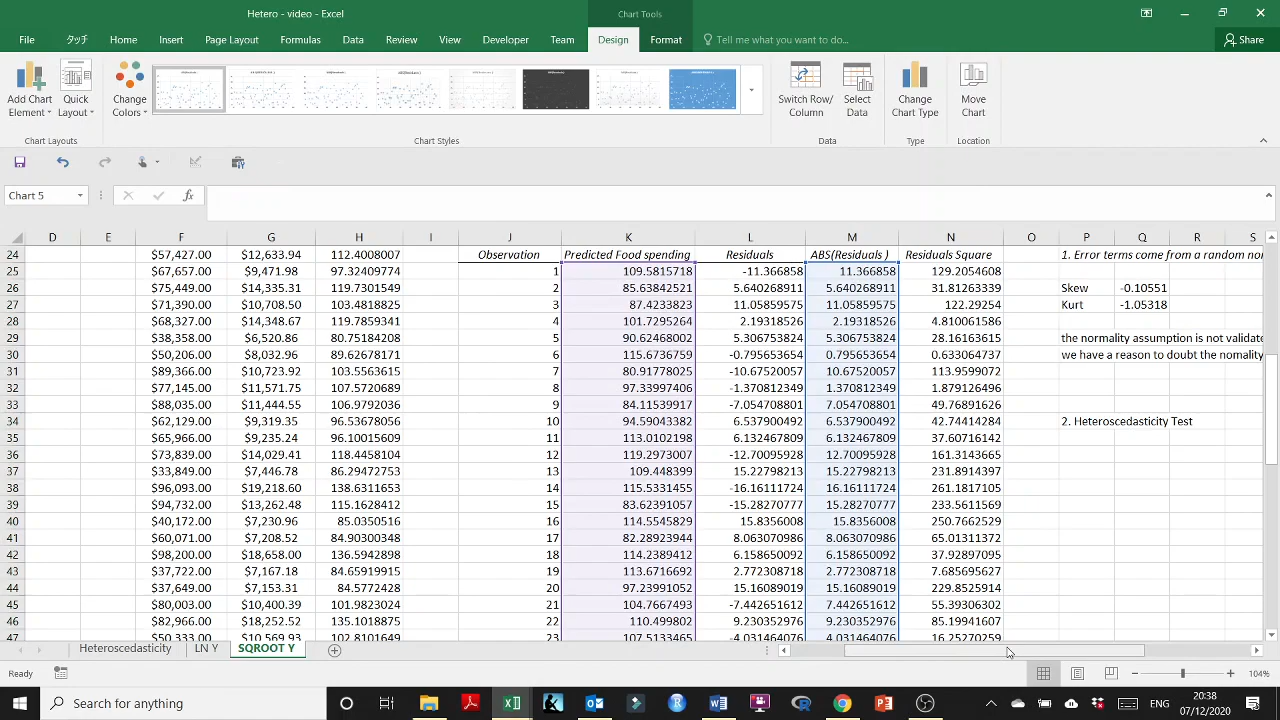 Hetero - video - Excel
Chart Tools
File タッチ Home Insert Page Layout Formulas Data Review View Developer Team Design Format Tell me what you want to do... Share
Add Chart Element Quick Layout Change Colors Switch Row/ Column Select Data Change Chart Type Move Chart
Chart Layouts Chart Styles Data Type Location
Chart 5 fx
D E F G H I J K L M N O P Q R S
24 $57,427.00 $12,633.94 112.4008007 Observation Predicted Food spending Residuals ABS(Residuals ) Residuals Square 1. Error terms come from a random nor
25 $67,657.00 $9,471.98 97.32409774 1 109.5815718 -11.366858 11.366858 129.2054608
26 $75,449.00 $14,335.31 119.7301549 2 85.63842521 5.640268911 5.640268911 31.81263339 Skew -0.10551
27 $71,390.00 $10,708.50 103.4818825 3 87.4233823 11.05859575 11.05859575 122.29254 Kurt -1.05318
28 $68,327.00 $14,348.67 119.7859341 4 101.7295264 2.19318526 2.19318526 4.810061586
29 $38,358.00 $6,520.86 80.75184208 5 90.62468002 5.306753824 5.306753824 28.16163615 the normality assumption is not validat
30 $50,206.00 $8,032.96 89.62678171 6 115.6736759 -0.795653654 0.795653654 0.633064737 we have a reason to doubt the nomality
31 $89,366.00 $10,723.92 103.5563615 7 80.91778025 -10.67520057 10.67520057 113.9599072
32 $77,145.00 $11,571.75 107.5720689 8 97.33997406 -1.370812349 1.370812349 1.879126496
33 $88,035.00 $11,444.55 106.9792036 9 84.11539917 -7.054708801 7.054708801 49.76891626
34 $62,129.00 $9,319.35 96.53678056 10 94.59043382 6.537900492 6.537900492 42.74414284 2. Heteroscedasticity Test
35 $65,966.00 $9,235.24 96.10015609 11 113.0102198 6.132467809 6.132467809 37.60716142
36 $73,839.00 $14,029.41 118.4458104 12 119.2973007 -12.70095928 12.70095928 161.3143665
37 $33,849.00 $7,446.78 86.29472753 13 109.448399 15.22798213 15.22798213 231.8914397
38 $96,093.00 $19,218.60 138.6311653 14 115.5331455 -16.16111724 16.16111724 261.1817105
39 $94,732.00 $13,262.48 115.1628412 15 83.62391057 -15.28270777 15.28270777 233.5611569
40 $40,172.00 $7,230.96 85.0350516 16 114.5545829 15.8356008 15.8356008 250.7662529
41 $60,071.00 $7,208.52 84.90300348 17 82.28923944 8.063070986 8.063070986 65.01311372
42 $98,200.00 $18,658.00 136.5942898 18 114.2389412 6.158650092 6.158650092 37.92897095
43 $37,722.00 $7,167.18 84.65919915 19 113.6716692 2.772308718 2.772308718 7.685695627
44 $37,649.00 $7,153.31 84.5772428 20 97.23991052 15.16089019 15.16089019 229.8525914
45 $80,003.00 $10,400.39 101.9823024 21 104.7667493 -7.442651612 7.442651612 55.39306302
46 $82,966.00 $18,252.52 135.1018875 22 110.499802 9.230352976 9.230352976 85.19941607
47 $50,333.00 $10,569.93 102.8101649 23 107.5133465 -4.031464076 4.031464076 16.25270259
Heteroscedasticity LN Y SQROOT Y
Ready 104%
Search for anything ENG 20:38
07/12/2020